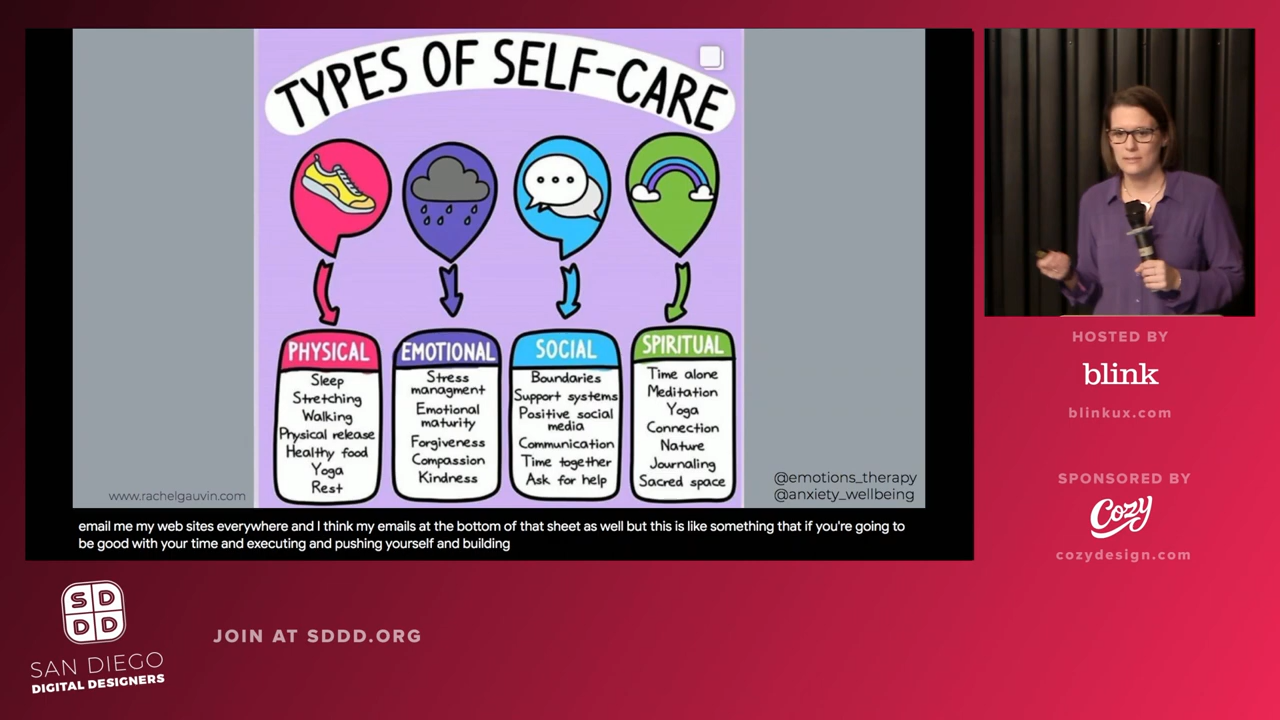 TYPES OF SELF-CARE
PHYSICAL
Sleep
Stretching
Walking
Physical release
Healthy food
Yoga
Rest
EMOTIONAL
Stress
managment
Emotional
maturity
Forgiveness
Compassion
Kindness
SOCIAL
Boundaries
Support systems
Positive social
media
Communication
Time together
Ask for help
SPIRITUAL
Time alone
Meditation
Yoga
Connection
Nature
Journaling
Sacred space
www.rachelgauvin.com
@emotions_therapy
@anxiety_wellbeing
email me my web sites everywhere and I think my emails at the bottom of that sheet as well but this is like something that if you're going to
be good with your time and executing and pushing yourself and building
HOSTED BY
blink
blinkux.com
SPONSORED BY
Cozy
cozydesign.com
SD
DD
SAN DIEGO
DIGITAL DESIGNERS
JOIN AT SDDD.ORG